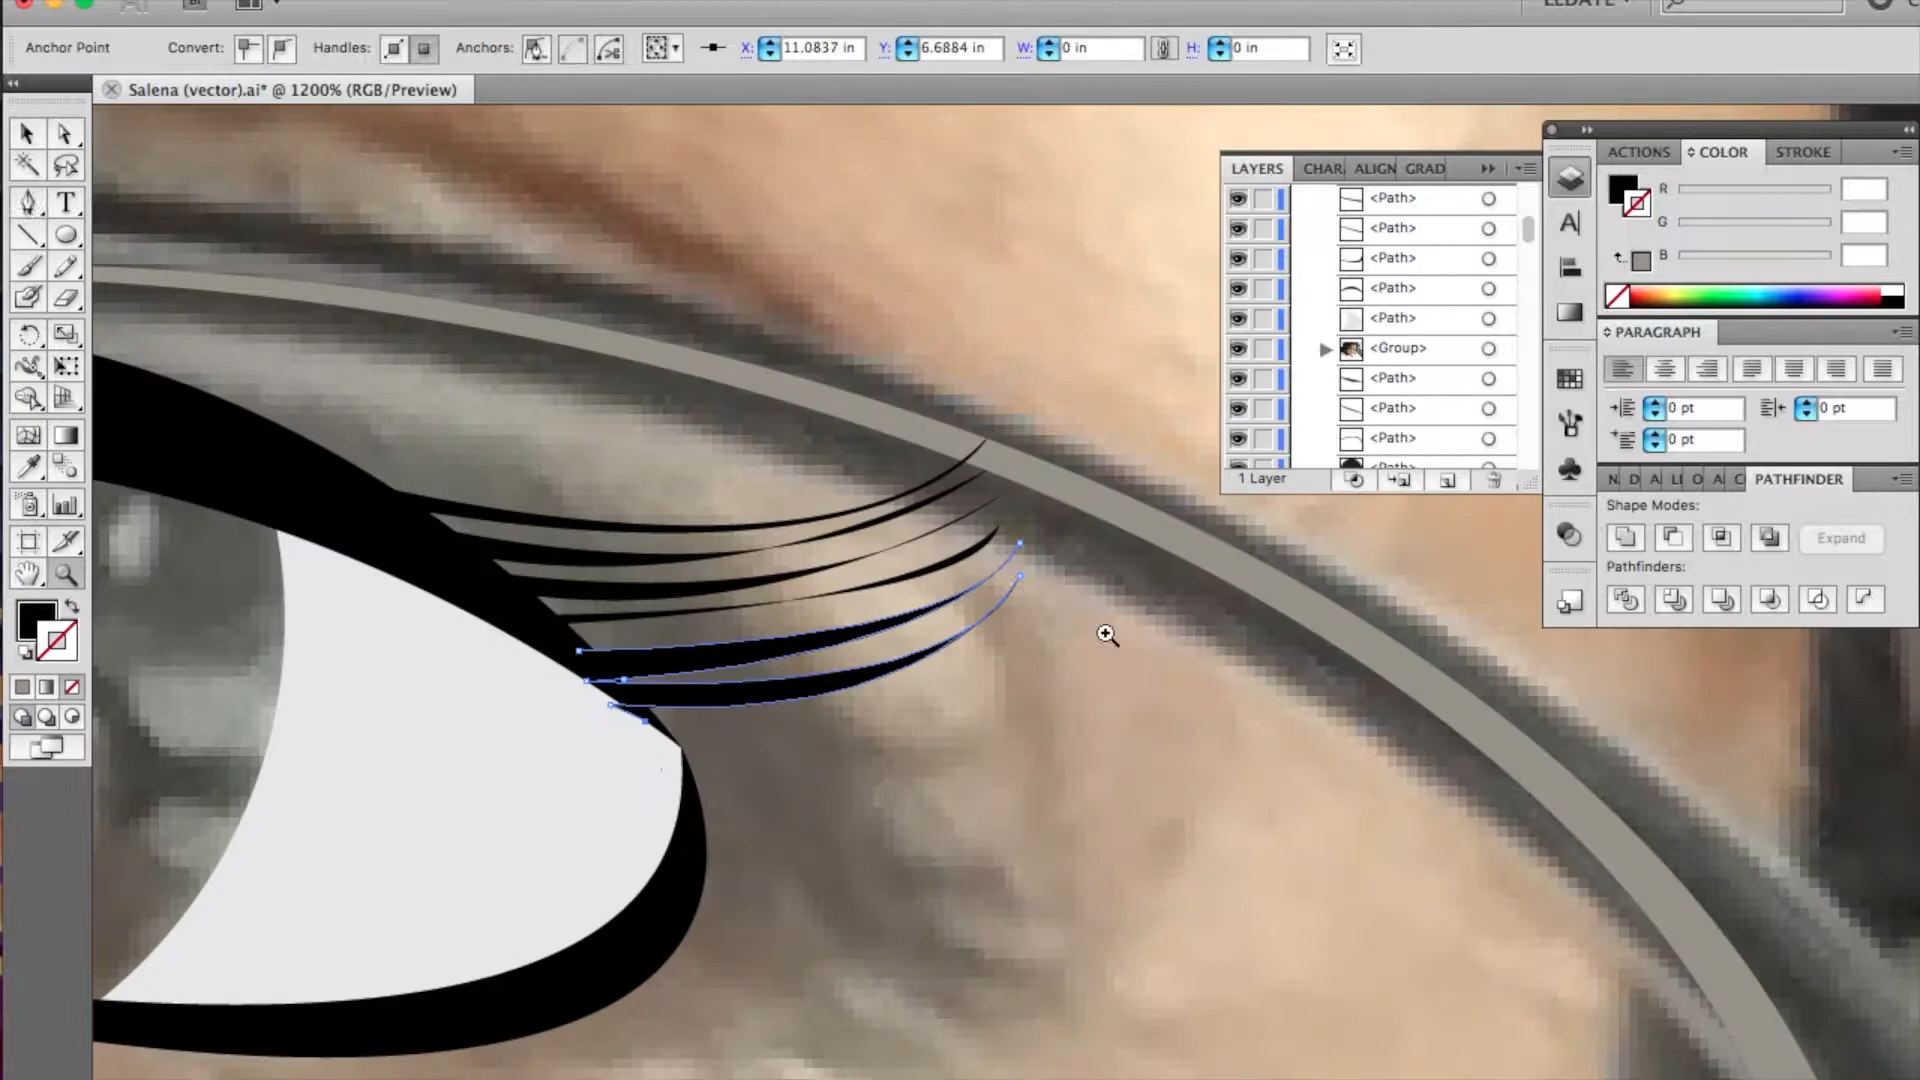 Anchor Point Convert: Handles: Anchors: X: 11.0837 in Y: 6.6884 in W: 0 in H: 0 in
Salena (vector).ai* @ 1200% (RGB/Preview)
LAYERS CHAR ALIGN GRAD
<Path>
<Path>
<Path>
<Path>
<Path>
<Group>
<Path>
<Path>
<Path>
<Path>
1 Layer
ACTIONS COLOR STROKE
R
G
B
PARAGRAPH
0 pt 0 pt
0 pt
PATHFINDER
Shape Modes:
Expand
Pathfinders: